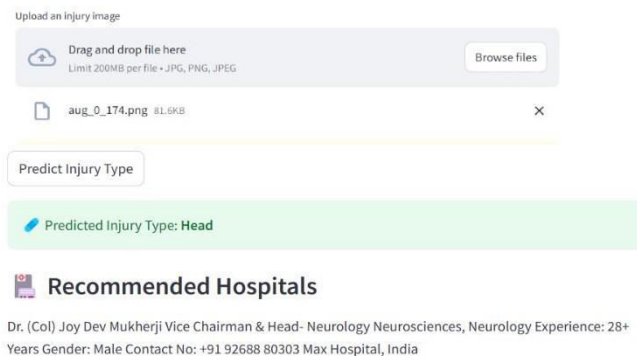 Upload an injury image
Drag and drop file here
Limit 200MB per file • JPG, PNG, JPEG
Browse files
aug_0_174.png 81.6KB
Predict Injury Type
Predicted Injury Type: Head
Recommended Hospitals
Dr. (Col) Joy Dev Mukherji Vice Chairman & Head- Neurology Neurosciences, Neurology Experience: 28+
Years Gender: Male Contact No: +91 92688 80303 Max Hospital, India